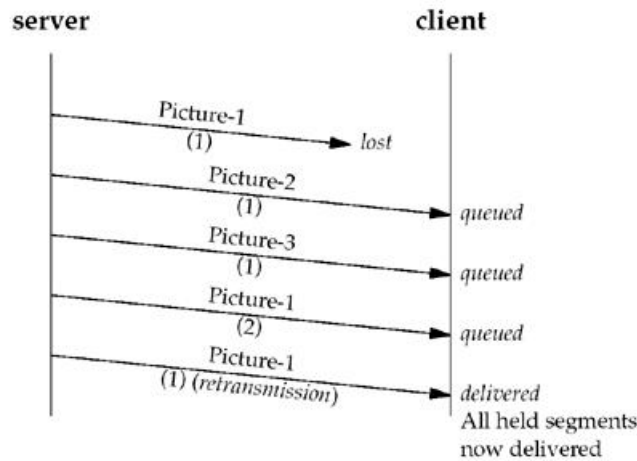 server client
Picture-1
(1) lost
Picture-2
(1) queued
Picture-3
(1) queued
Picture-1
(2) queued
Picture-1
(1) (retransmission) delivered
All held segments
now delivered